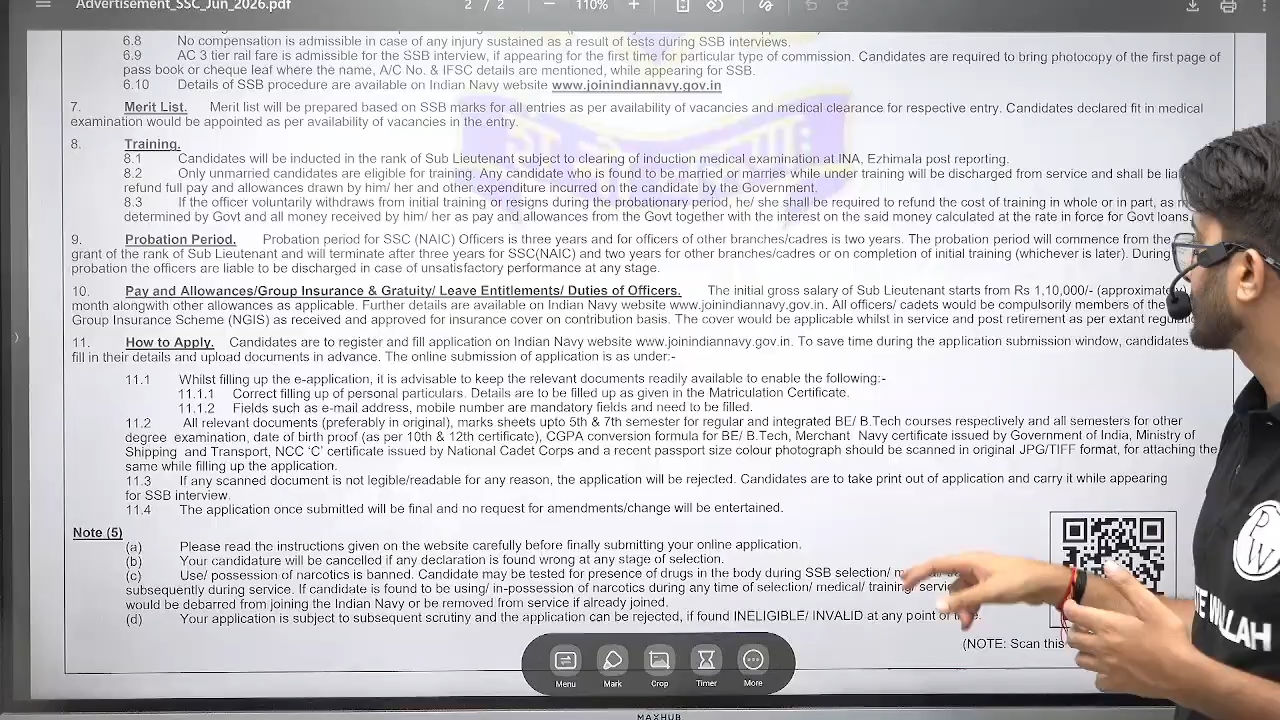 Advertisement_SSC_Jun_2026.pdf 2 / 2 110%
6.8 No compensation is admissible in case of any injury sustained as a result of tests during SSB interviews.
6.9 AC 3 tier rail fare is admissible for the SSB interview, if appearing for the first time for particular type of commission. Candidates are required to bring photocopy of the first page of
pass book or cheque leaf where the name, A/C No. & IFSC details are mentioned, while appearing for SSB.
6.10 Details of SSB procedure are available on Indian Navy website www.joinindiannavy.gov.in
7. Merit List. Merit list will be prepared based on SSB marks for all entries as per availability of vacancies and medical clearance for respective entry. Candidates declared fit in medical
examination would be appointed as per availability of vacancies in the entry.
8. Training.
8.1 Candidates will be inducted in the rank of Sub Lieutenant subject to clearing of induction medical examination at INA, Ezhimala post reporting.
8.2 Only unmarried candidates are eligible for training. Any candidate who is found to be married or marries while under training will be discharged from service and shall be
refund full pay and allowances drawn by him/ her and other expenditure incurred on the candidate by the Government.
8.3 If the officer voluntarily withdraws from initial training or resigns during the probationary period, he/ she shall be required to refund the cost of training in whole or in part, as
determined by Govt and all money received by him/ her as pay and allowances from the Govt together with the interest on the said money calculated at the rate in force for Govt loans.
9. Probation Period. Probation period for SSC (NAIC) Officers is three years and for officers of other branches/cadres is two years. The probation period will commence from the
grant of the rank of Sub Lieutenant and will terminate after three years for SSC(NAIC) and two years for other branches/cadres or on completion of initial training (whichever is later). During
probation the officers are liable to be discharged in case of unsatisfactory performance at any stage.
10. Pay and Allowances/Group Insurance & Gratuity/ Leave Entitlements/ Duties of Officers. The initial gross salary of Sub Lieutenant starts from Rs 1,10,000/- (approximately)
month alongwith other allowances as applicable. Further details are available on Indian Navy website www.joinindiannavy.gov.in. All officers/ cadets would be compulsorily members of the
Group Insurance Scheme (NGIS) as received and approved for insurance cover on contribution basis. The cover would be applicable whilst in service and post retirement as per extant
11. How to Apply. Candidates are to register and fill application on Indian Navy website www.joinindiannavy.gov.in. To save time during the application submission window, candidates
fill in their details and upload documents in advance. The online submission of application is as under:-
11.1 Whilst filling up the e-application, it is advisable to keep the relevant documents readily available to enable the following:-
11.1.1 Correct filling up of personal particulars. Details are to be filled up as given in the Matriculation Certificate.
11.1.2 Fields such as e-mail address, mobile number are mandatory fields and need to be filled.
11.2 All relevant documents (preferably in original), marks sheets upto 5th & 7th semester for regular and integrated BE/ B.Tech courses respectively and all semesters for other
degree examination, date of birth proof (as per 10th & 12th certificate), CGPA conversion formula for BE/ B.Tech, Merchant Navy certificate issued by Government of India, Ministry of
Shipping and Transport, NCC 'C' certificate issued by National Cadet Corps and a recent passport size colour photograph should be scanned in original JPG/TIFF format, for attaching the
same while filling up the application.
11.3 If any scanned document is not legible/readable for any reason, the application will be rejected. Candidates are to take print out of application and carry it while appearing
for SSB interview.
11.4 The application once submitted will be final and no request for amendments/change will be entertained.
Note (5)
(a) Please read the instructions given on the website carefully before finally submitting your online application.
(b) Your candidature will be cancelled if any declaration is found wrong at any stage of selection.
(c) Use/ possession of narcotics is banned. Candidate may be tested for presence of drugs in the body during SSB selection/
subsequently during service. If candidate is found to be using/ in-possession of narcotics during any time of selection/ medical/ training/
would be debarred from joining the Indian Navy or be removed from service if already joined.
(d) Your application is subject to subsequent scrutiny and the application can be rejected, if found INELIGIBLE/ INVALID at any point of
(NOTE: Scan this
Menu Mark Crop Timer More
MAXHUB
PW
WALLAH